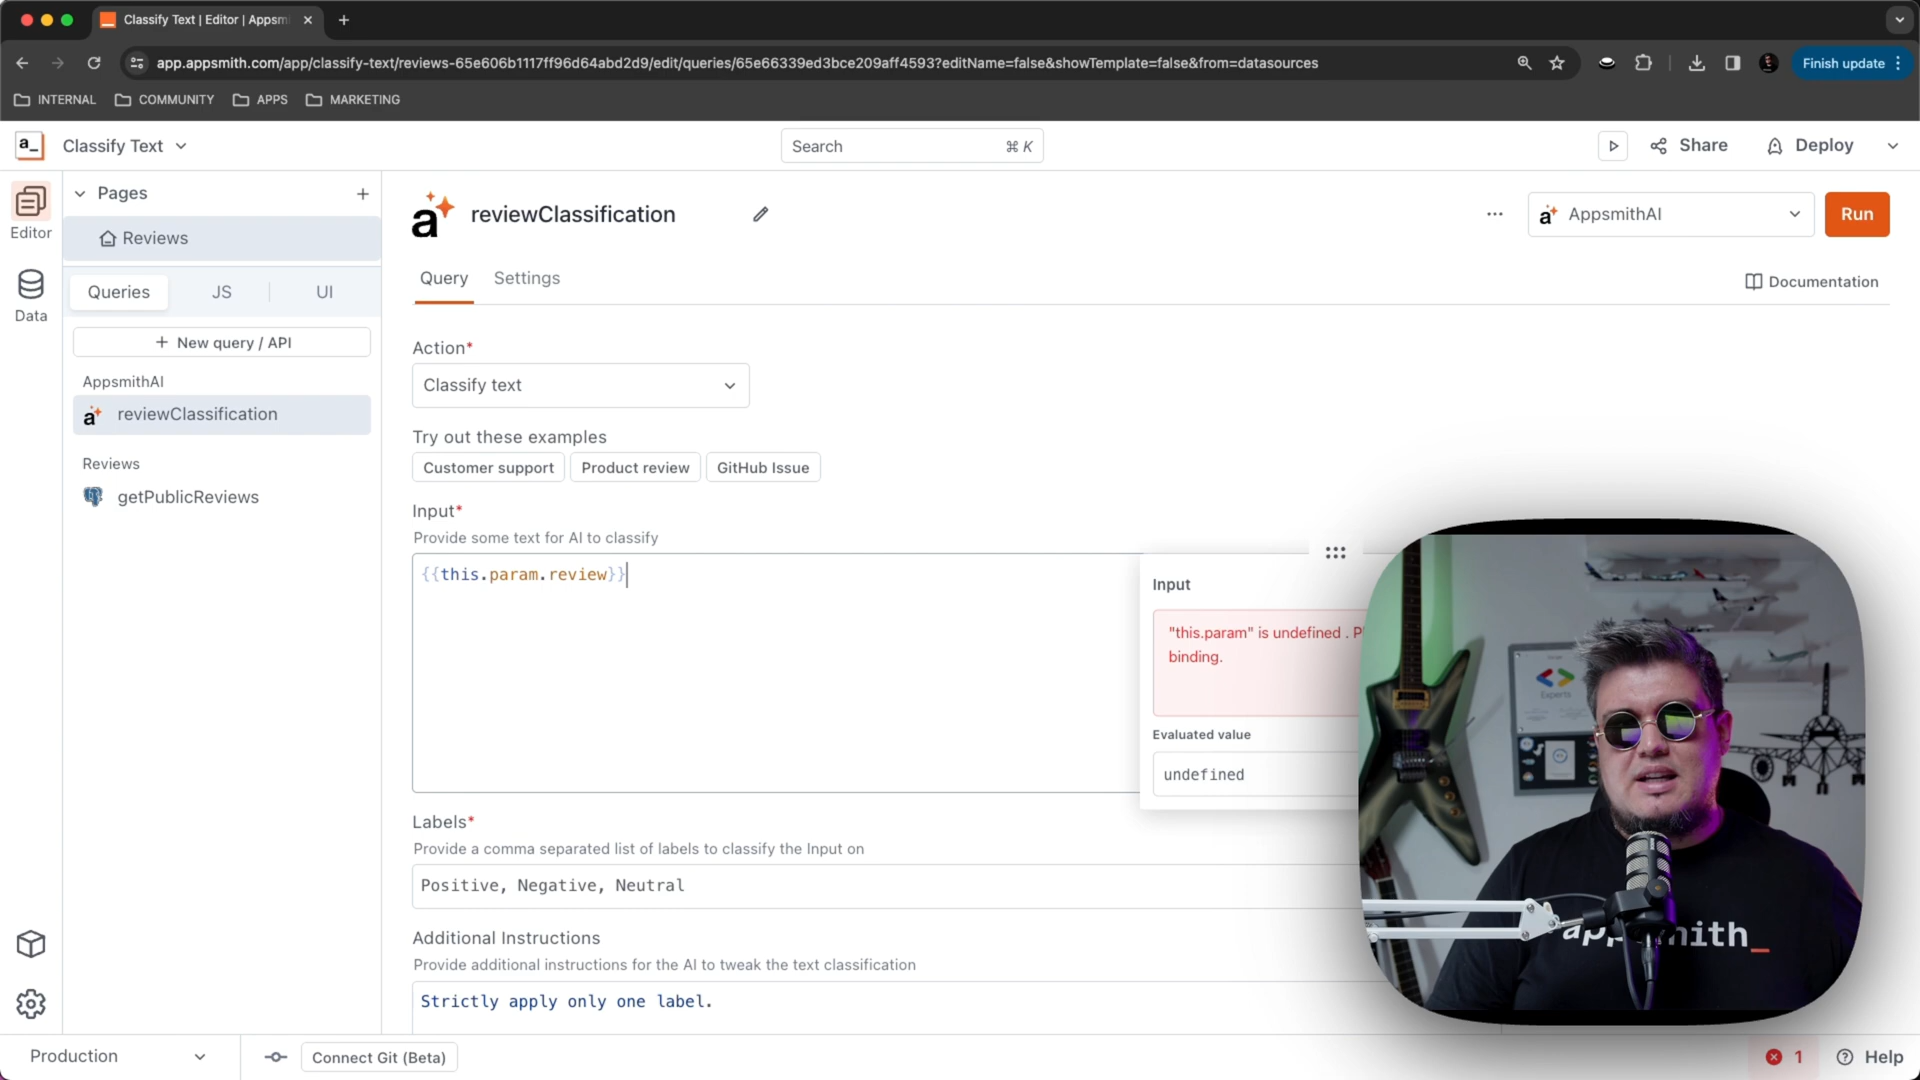 Classify Text | Editor | Appsm
app.appsmith.com/app/classify-text/reviews-65e606b1117ff96d64abd2d9/edit/queries/65e66339ed3bce209aff4593?editName=false&showTemplate=false&from=datasources
Finish update
INTERNAL COMMUNITY APPS MARKETING
a_ Classify Text
Search ⌘ K
Share Deploy
Editor
Data
Pages
Reviews
Queries JS UI
+ New query / API
AppsmithAI
reviewClassification
Reviews
getPublicReviews
reviewClassification
AppsmithAI
Run
Query Settings
Documentation
Action*
Classify text
Try out these examples
Customer support Product review GitHub Issue
Input*
Provide some text for AI to classify
{{this.param.review}}
Input
"this.param" is undefined . P
binding.
Evaluated value
undefined
Labels*
Provide a comma separated list of labels to classify the Input on
Positive, Negative, Neutral
Additional Instructions
Provide additional instructions for the AI to tweak the text classification
Strictly apply only one label.
Experts
Production
Connect Git (Beta)
1
Help